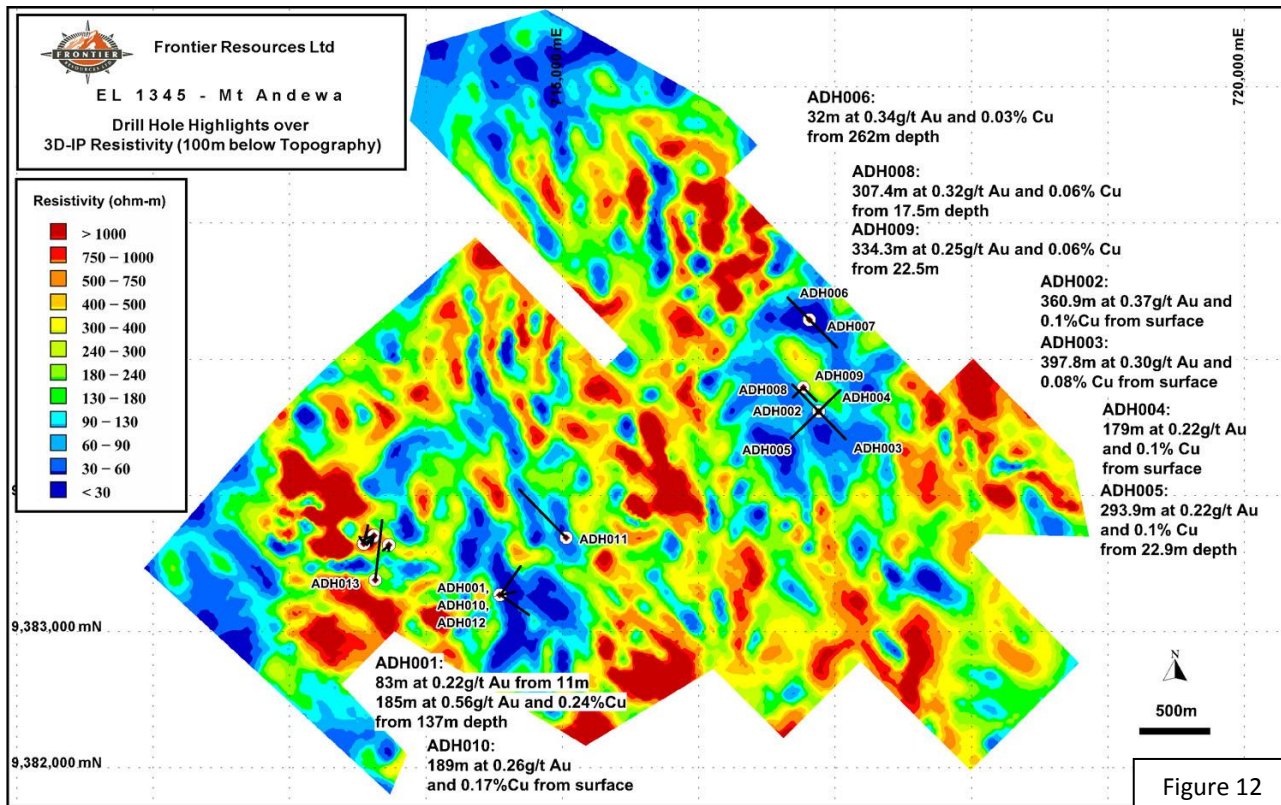 FRONTIER
RESOURCES LTD
Frontier Resources Ltd
EL 1345 - Mt Andewa
Drill Hole Highlights over
3D-IP Resistivity (100m below Topography)
Resistivity (ohm-m)
> 1000
750 – 1000
500 – 750
400 – 500
300 – 400
240 – 300
180 – 240
130 – 180
90 – 130
60 – 90
30 – 60
< 30
715,000 mE
720,000 mE
ADH006:
32m at 0.34g/t Au and 0.03% Cu
from 262m depth
ADH008:
307.4m at 0.32g/t Au and 0.06% Cu
from 17.5m depth
ADH009:
334.3m at 0.25g/t Au and 0.06% Cu
from 22.5m
ADH002:
360.9m at 0.37g/t Au and
0.1%Cu from surface
ADH003:
397.8m at 0.30g/t Au and
0.08% Cu from surface
ADH004:
179m at 0.22g/t Au
and 0.1% Cu
from surface
ADH005:
293.9m at 0.22g/t Au
and 0.1% Cu
from 22.9m depth
ADH006
ADH007
ADH009
ADH008
ADH004
ADH002
ADH005
ADH003
ADH011
ADH013
ADH001,
ADH010,
ADH012
9,383,000 mN
ADH001:
83m at 0.22g/t Au from 11m
185m at 0.56g/t Au and 0.24%Cu
from 137m depth
ADH010:
189m at 0.26g/t Au
and 0.17%Cu from surface
9,382,000 mN
N
500m
Figure 12